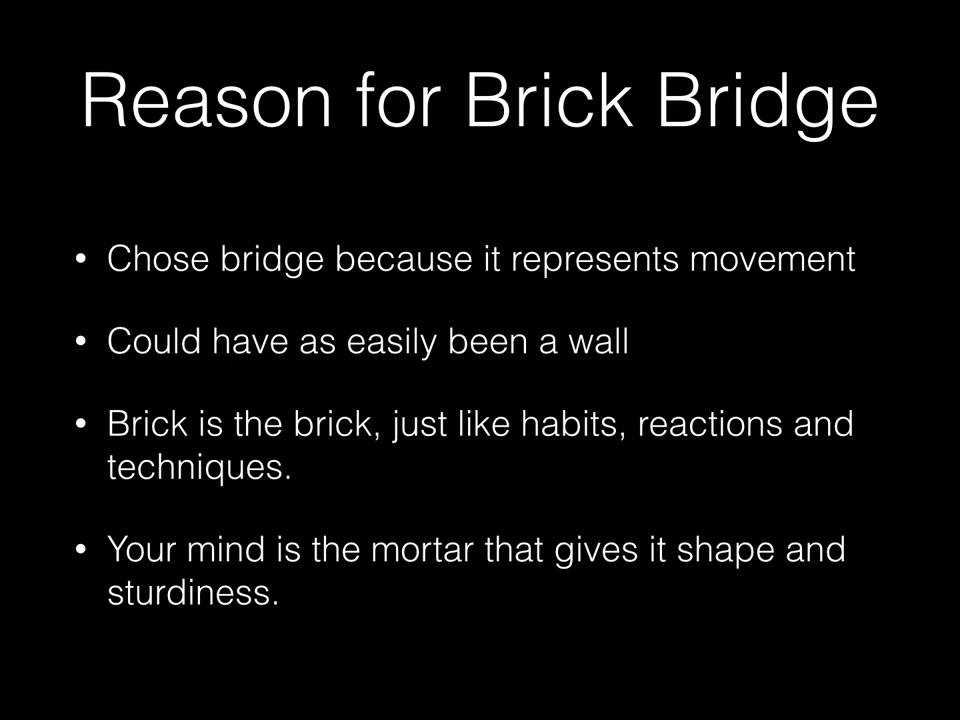 Reason for Brick Bridge
• Chose bridge because it represents movement
• Could have as easily been a wall
• Brick is the brick, just like habits, reactions and
techniques.
• Your mind is the mortar that gives it shape and
sturdiness.